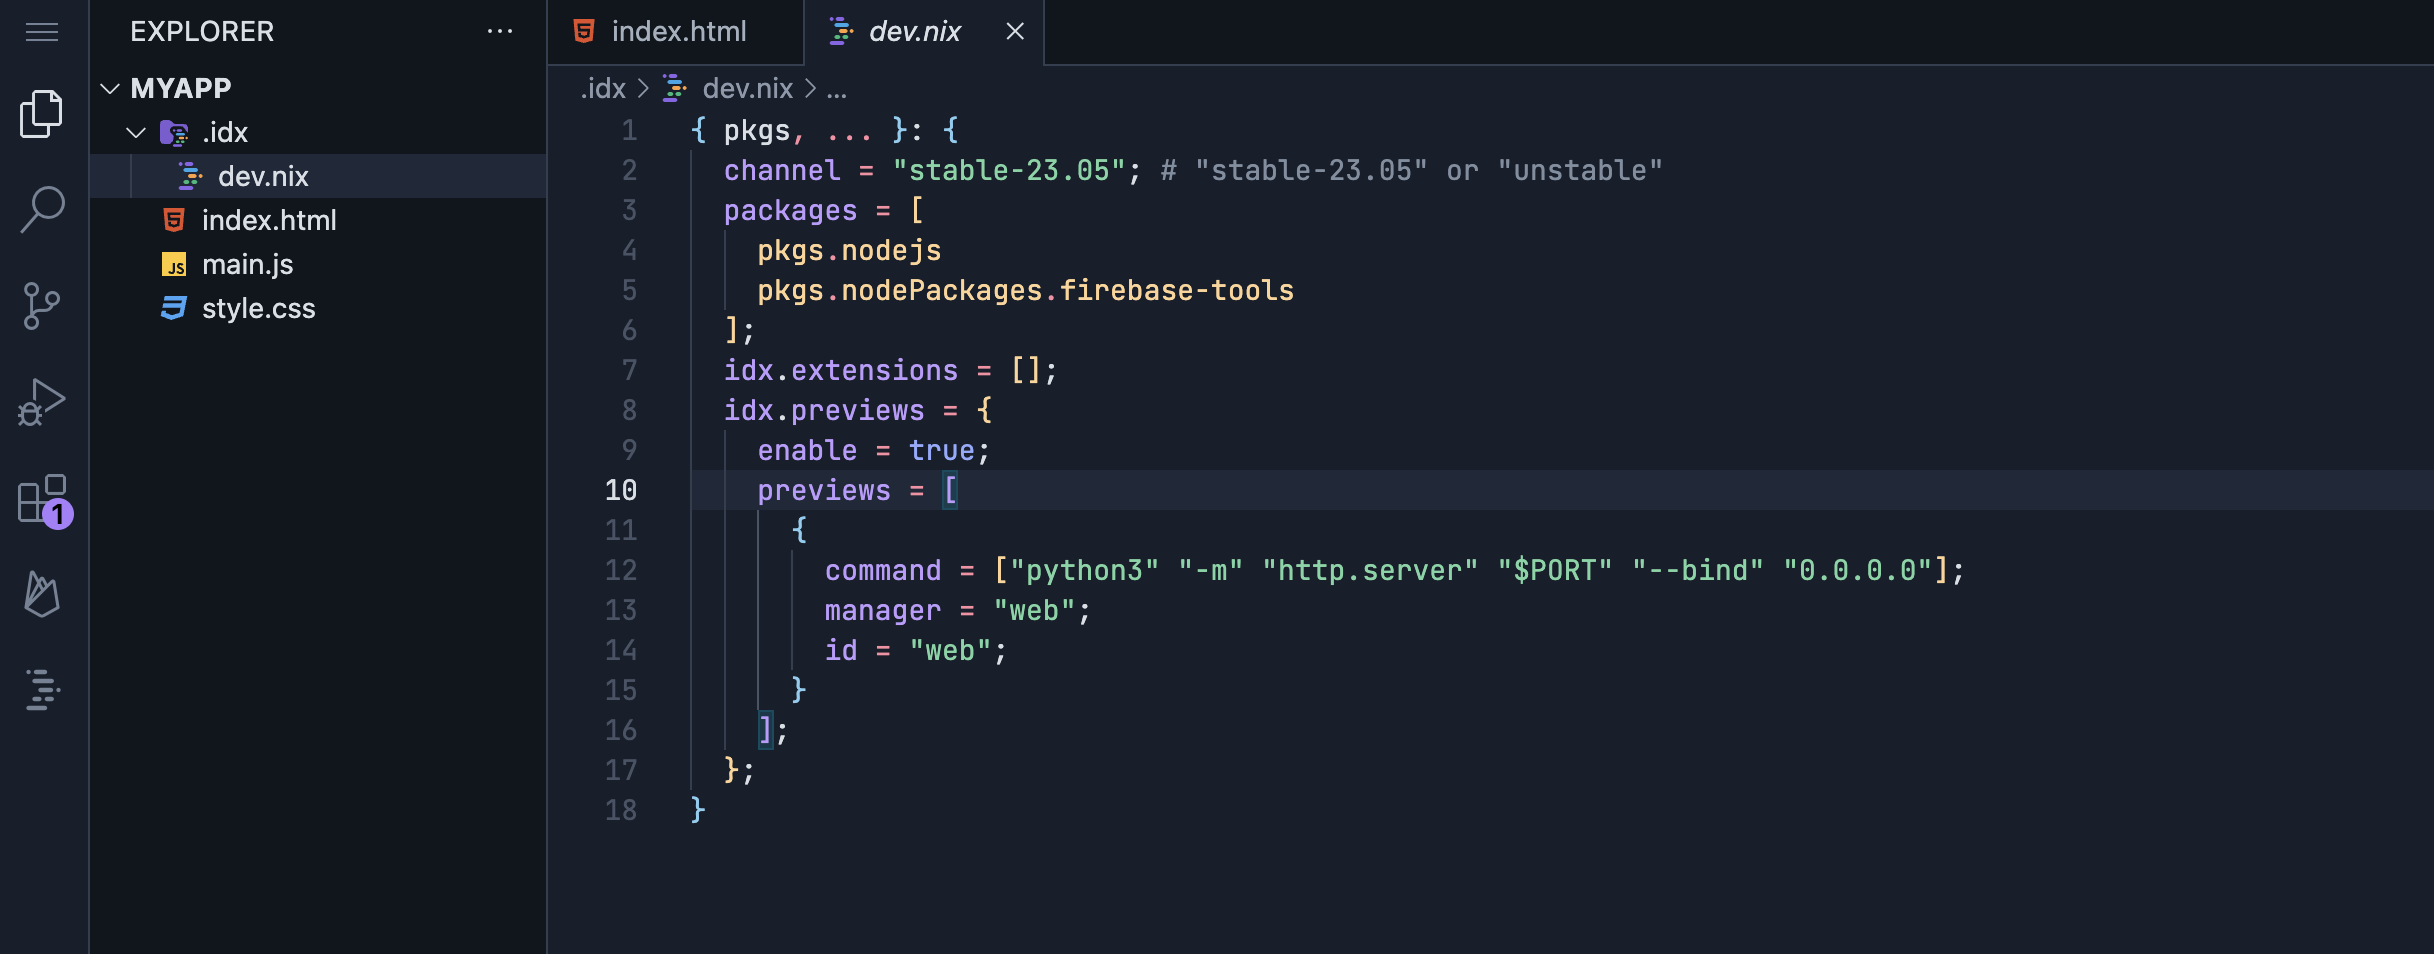 EXPLORER ...
MYAPP
.idx
dev.nix
index.html
JS main.js
style.css
1
index.html
dev.nix
.idx > dev.nix > ...
1 { pkgs, ... }: {
2 channel = "stable-23.05"; # "stable-23.05" or "unstable"
3 packages = [
4 pkgs.nodejs
5 pkgs.nodePackages.firebase-tools
6 ];
7 idx.extensions = [];
8 idx.previews = {
9 enable = true;
10 previews = [
11 {
12 command = ["python3" "-m" "http.server" "$PORT" "--bind" "0.0.0.0"];
13 manager = "web";
14 id = "web";
15 }
16 ];
17 };
18 }